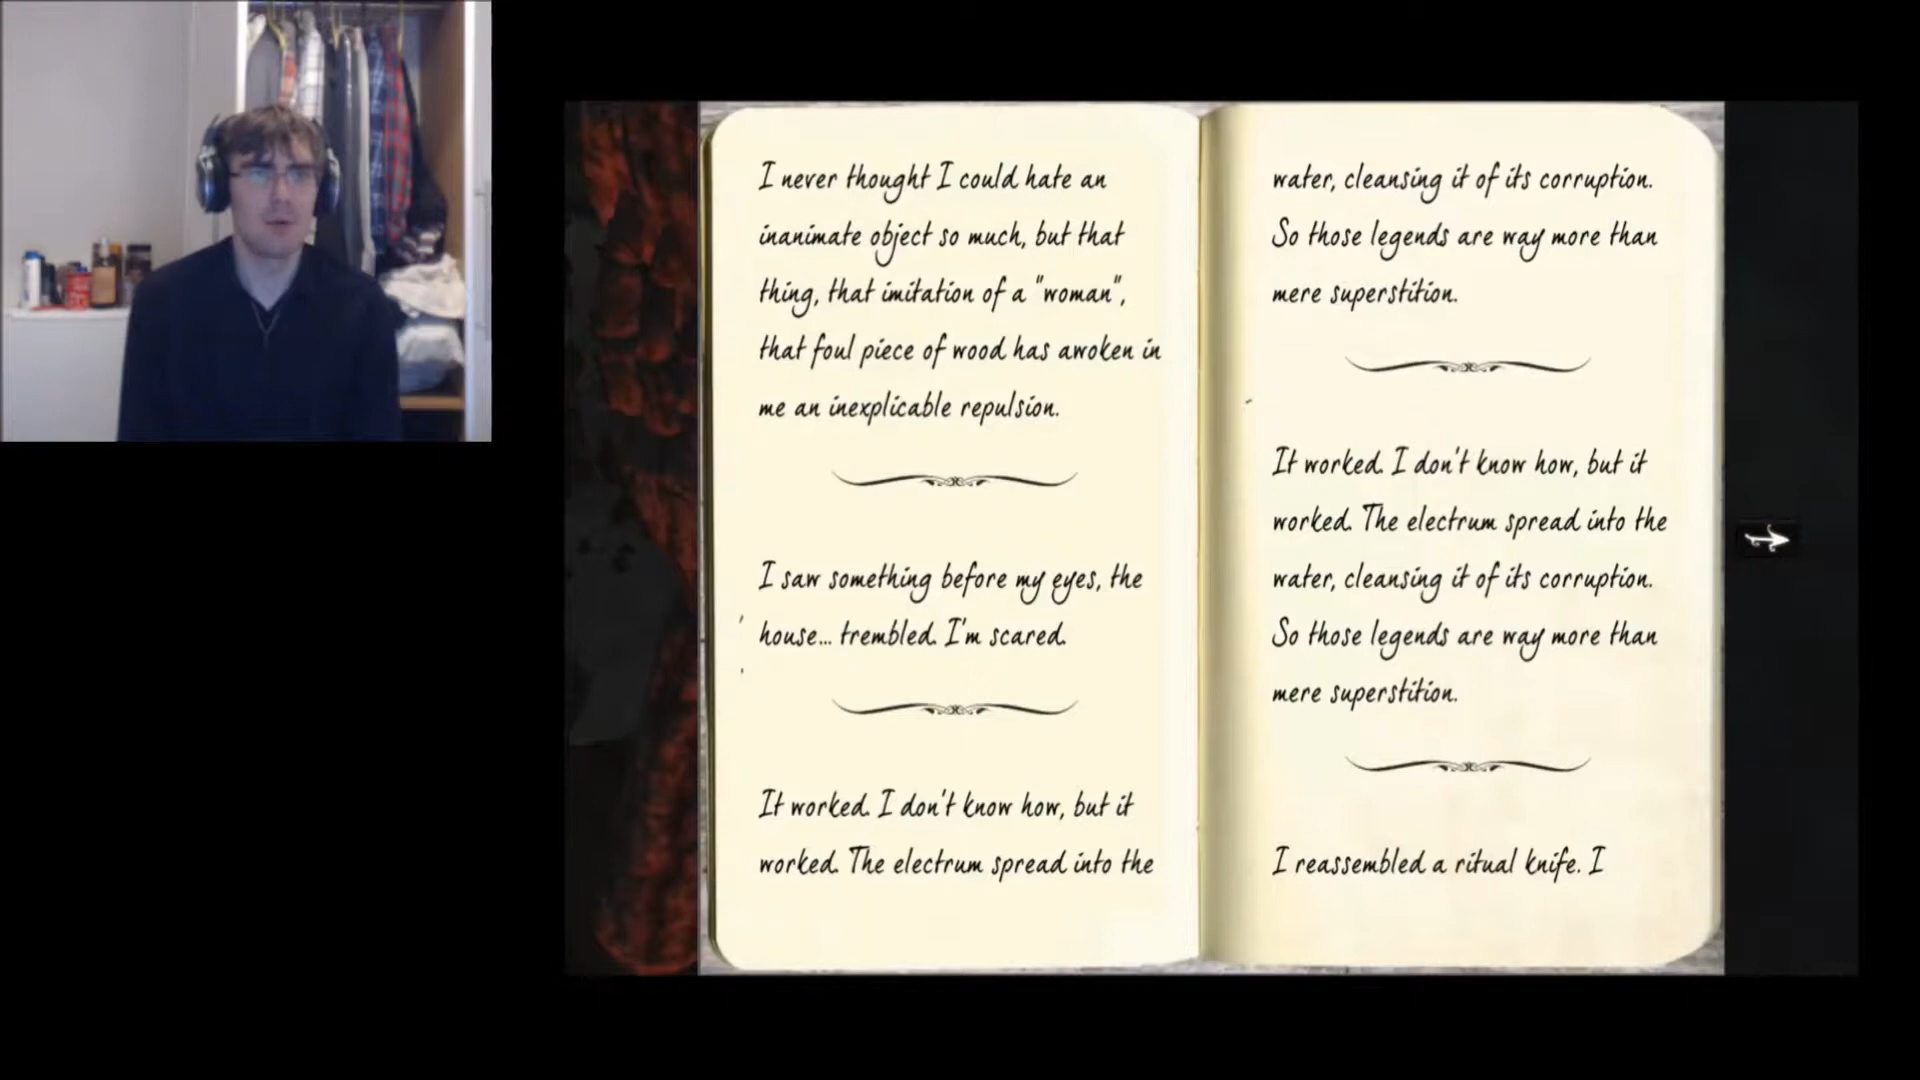 I never thought I could hate an
inanimate object so much, but that
thing, that imitation of a "woman",
that foul piece of wood has awoken in
me an inexplicable repulsion.
I saw something before my eyes, the
house... trembled. I'm scared.
It worked. I don't know how, but it
worked. The electrum spread into the
water, cleansing it of its corruption.
So those legends are way more than
mere superstition.
It worked. I don't know how, but it
worked. The electrum spread into the
water, cleansing it of its corruption.
So those legends are way more than
mere superstition.
I reassembled a ritual knife. I